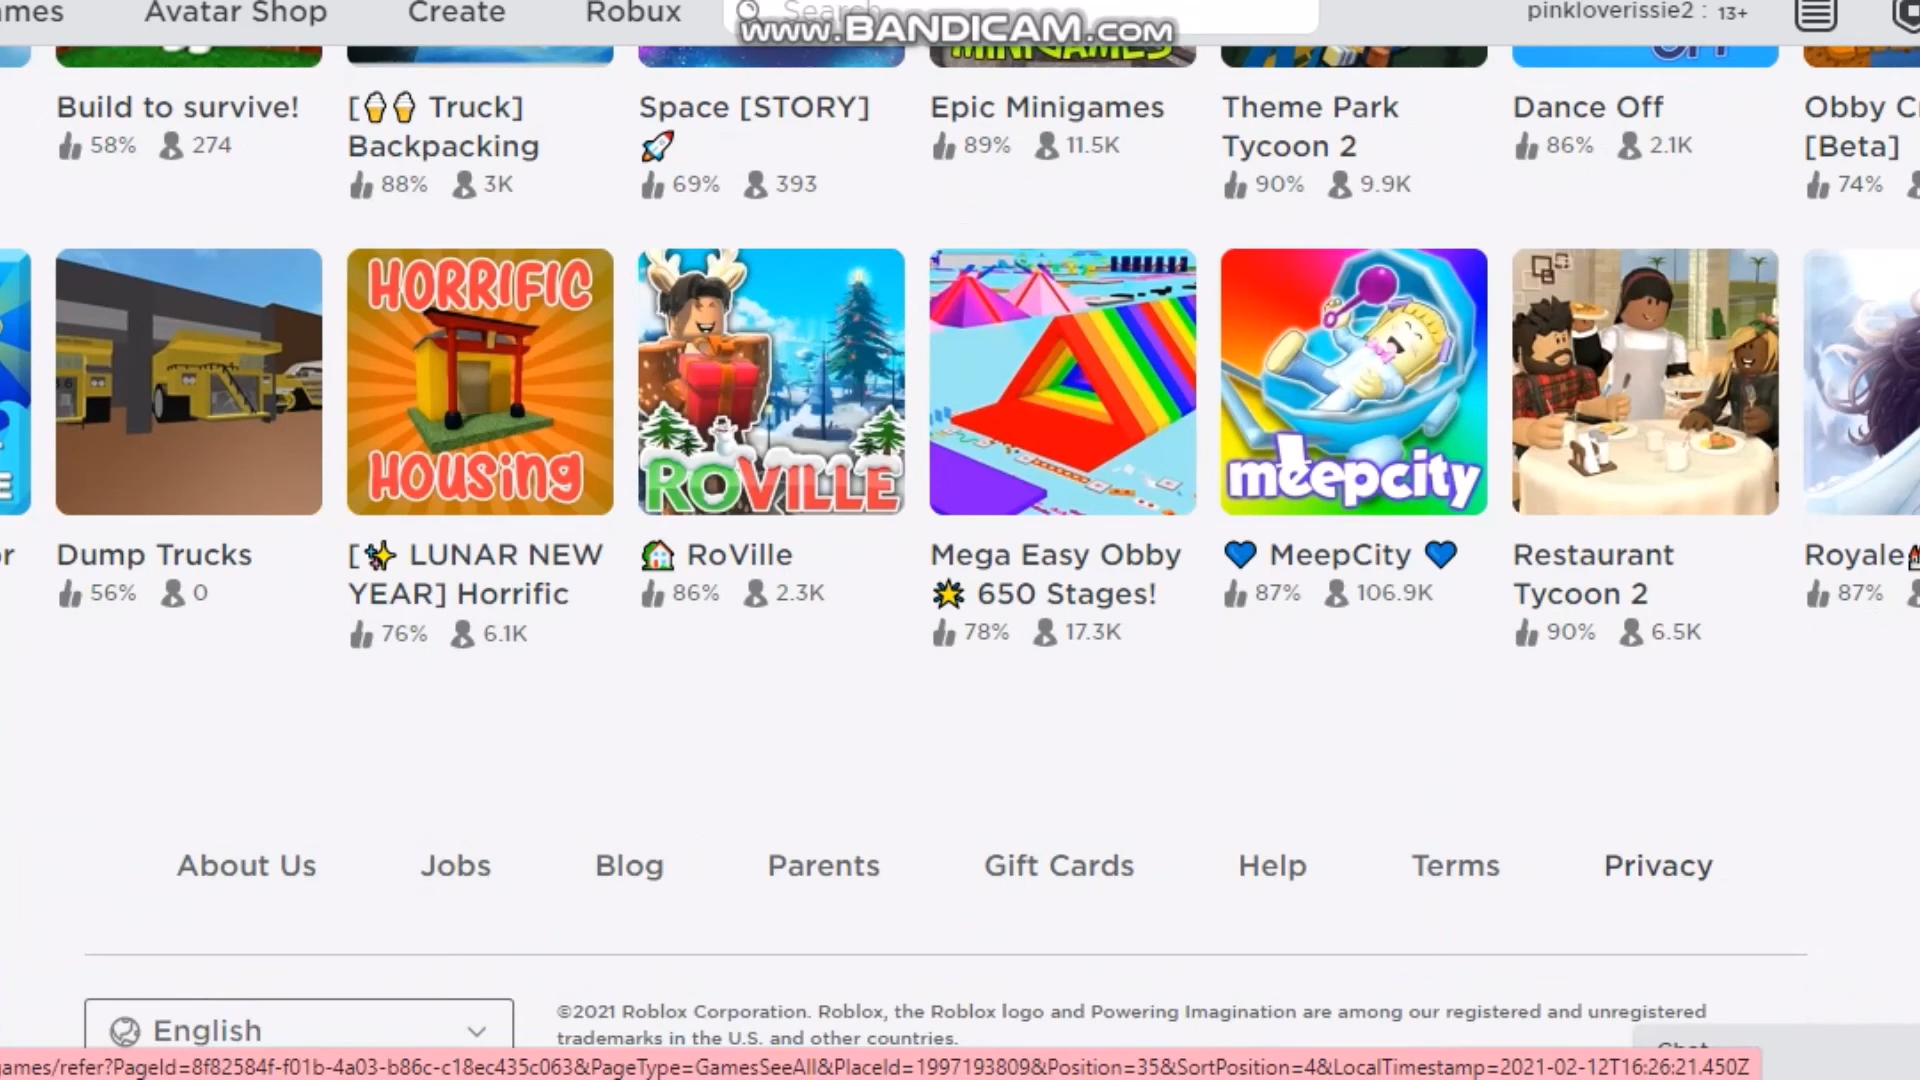 Avatar Shop Create Robux Search pinkloverissie2 : 13+
www.BANDICAM.com
MINIGAMES OFF
Build to survive! [ Truck] Space [STORY] Epic Minigames Theme Park Dance Off
58% 274 Backpacking 89% 11.5K Tycoon 2 86% 2.1K [Beta]
88% 3K 69% 393 90% 9.9K 74%
HORRIFIC
HOUSING
ROVILLE
meepcity
Dump Trucks [✨ LUNAR NEW 🏠 RoVille Mega Easy Obby 💙 MeepCity 💙 Restaurant Royale
56% 0 YEAR] Horrific 86% 2.3K 🌟 650 Stages! 87% 106.9K Tycoon 2 87%
76% 6.1K 78% 17.3K 90% 6.5K
About Us Jobs Blog Parents Gift Cards Help Terms Privacy
English
©2021 Roblox Corporation. Roblox, the Roblox logo and Powering Imagination are among our registered and unregistered
trademarks in the U.S. and other countries.
ames/refer?PageId=8f82584f-f01b-4a03-b86c-c18ec435c063&PageType=GamesSeeAll&PlaceId=1997193809&Position=35&SortPosition=4&LocalTimestamp=2021-02-12T16:26:21.450Z